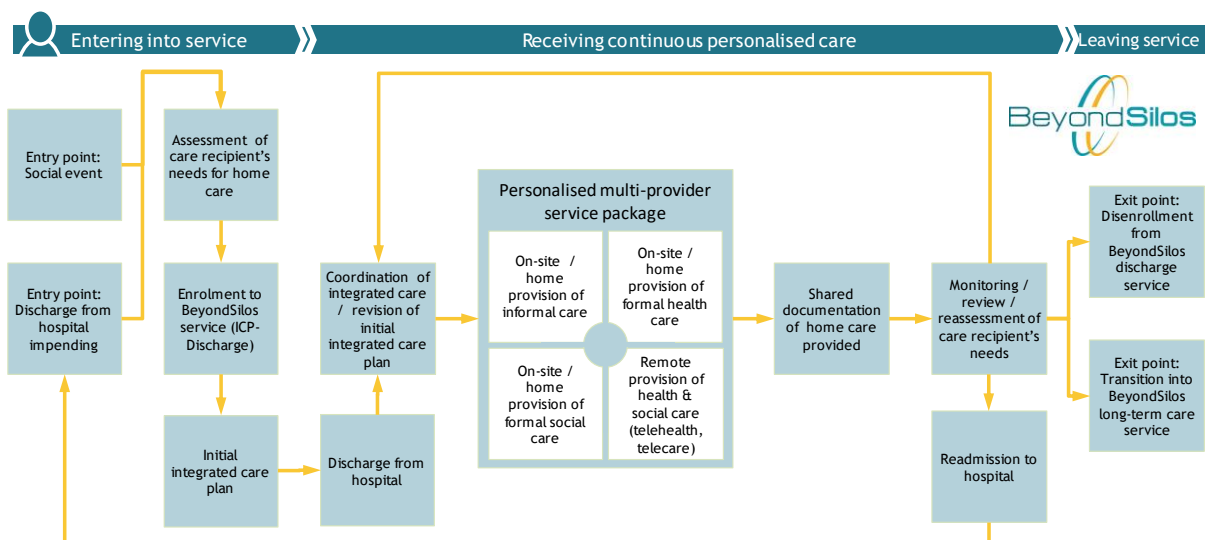 Entering into service
Receiving continuous personalised care
Leaving service
BeyondSilos
Entry point:
Social event
Assessment of
care recipient's
needs for home
care
Entry point:
Discharge from
hospital
impending
Enrolment to
BeyondSilos
service (ICP-
Discharge)
Initial
integrated care
plan
Coordination of
integrated care
/ revision of
initial
integrated care
plan
Discharge from
hospital
Personalised multi-provider
service package
On-site /
home
provision of
informal care
On-site /
home
provision of
formal health
care
On-site /
home
provision of
formal social
care
Remote
provision of
health &
social care
(telehealth,
telecare)
Shared
documentation
of home care
provided
Monitoring /
review /
reassessment of
care recipient's
needs
Readmission to
hospital
Exit point:
Disenrollment
from
BeyondSilos
discharge
service
Exit point:
Transition into
BeyondSilos
long-term care
service